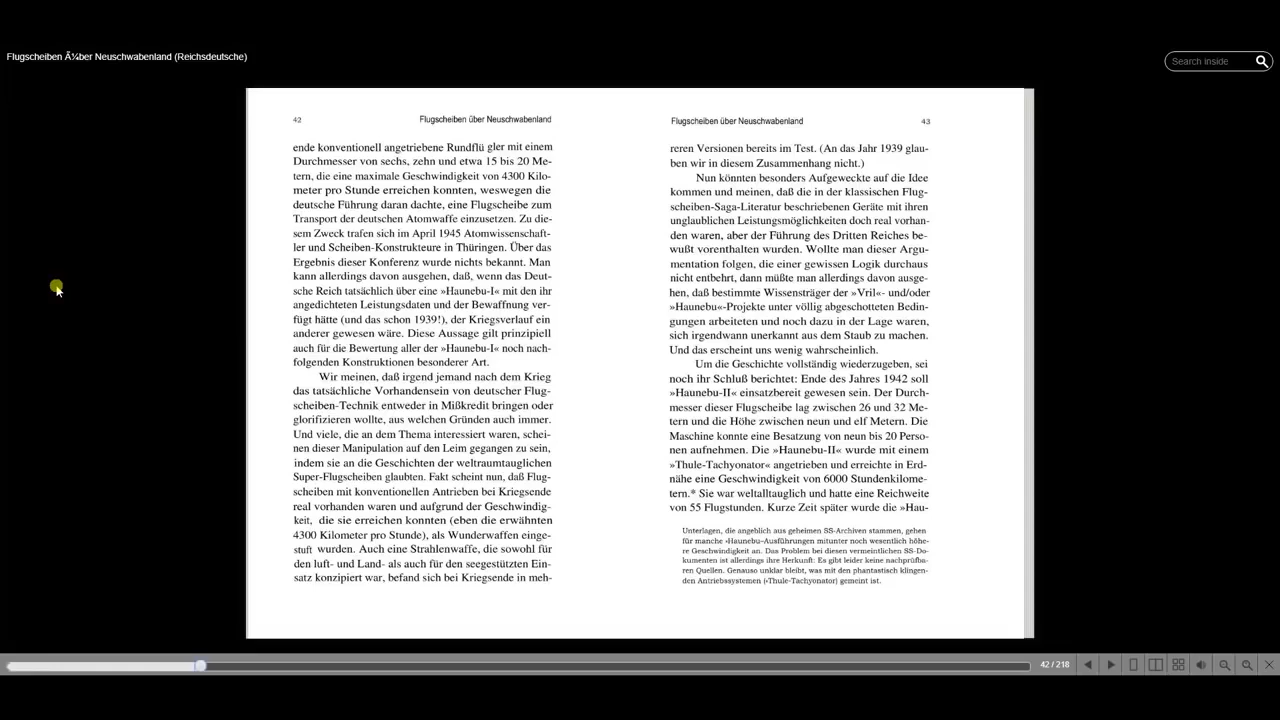 Flugscheiben Ã¼ber Neuschwabenland (Reichsdeutsche)
Search inside
42
Flugscheiben über Neuschwabenland
ende konventionell angetriebene Rundflü gler mit einem
Durchmesser von sechs, zehn und etwa 15 bis 20 Me-
tern, die eine maximale Geschwindigkeit von 4300 Kilo-
meter pro Stunde erreichen konnten, weswegen die
deutsche Führung daran dachte, eine Flugscheibe zum
Transport der deutschen Atomwaffe einzusetzen. Zu die-
sem Zweck trafen sich im April 1945 Atomwissenschaft-
ler und Scheiben-Konstrukteure in Thüringen. Über das
Ergebnis dieser Konferenz wurde nichts bekannt. Man
kann allerdings davon ausgehen, daß, wenn das Deut-
sche Reich tatsächlich über eine »Haunebu-I« mit den ihr
angedichteten Leistungsdaten und der Bewaffnung ver-
fügt hätte (und das schon 1939!), der Kriegsverlauf ein
anderer gewesen wäre. Diese Aussage gilt prinzipiell
auch für die Bewertung aller der »Haunebu-I« noch nach-
folgenden Konstruktionen besonderer Art.
Wir meinen, daß irgend jemand nach dem Krieg
das tatsächliche Vorhandensein von deutscher Flug-
scheiben-Technik entweder in Mißkredit bringen oder
glorifizieren wollte, aus welchen Gründen auch immer.
Und viele, die an dem Thema interessiert waren, schei-
nen dieser Manipulation auf den Leim gegangen zu sein,
indem sie an die Geschichten der weltraumtauglichen
Super-Flugscheiben glaubten. Fakt scheint nun, daß Flug-
scheiben mit konventionellen Antrieben bei Kriegsende
real vorhanden waren und aufgrund der Geschwindig-
keit, die sie erreichen konnten (eben die erwähnten
4300 Kilometer pro Stunde), als Wunderwaffen einge-
stuft wurden. Auch eine Strahlenwaffe, die sowohl für
den luft- und Land- als auch für den seegestützten Ein-
satz konzipiert war, befand sich bei Kriegsende in meh-
Flugscheiben über Neuschwabenland
43
reren Versionen bereits im Test. (An das Jahr 1939 glau-
ben wir in diesem Zusammenhang nicht.)
Nun könnten besonders Aufgeweckte auf die Idee
kommen und meinen, daß die in der klassischen Flug-
scheiben-Saga-Literatur beschriebenen Geräte mit ihren
unglaublichen Leistungsmöglichkeiten doch real vorhan-
den waren, aber der Führung des Dritten Reiches be-
wußt vorenthalten wurden. Wollte man dieser Argu-
mentation folgen, die einer gewissen Logik durchaus
nicht entbehrt, dann müßte man allerdings davon ausge-
hen, daß bestimmte Wissensträger der »Vril«- und/oder
»Haunebu«-Projekte unter völlig abgeschotteten Bedin-
gungen arbeiteten und noch dazu in der Lage waren,
sich irgendwann unerkannt aus dem Staub zu machen.
Und das erscheint uns wenig wahrscheinlich.
Um die Geschichte vollständig wiederzugeben, sei
noch ihr Schluß berichtet: Ende des Jahres 1942 soll
»Haunebu-II« einsatzbereit gewesen sein. Der Durch-
messer dieser Flugscheibe lag zwischen 26 und 32 Me-
tern und die Höhe zwischen neun und elf Metern. Die
Maschine konnte eine Besatzung von neun bis 20 Perso-
nen aufnehmen. Die »Haunebu-II« wurde mit einem
»Thule-Tachyonator« angetrieben und erreichte in Erd-
nähe eine Geschwindigkeit von 6000 Stundenkilome-
tern.* Sie war weltalltauglich und hatte eine Reichweite
von 55 Flugstunden. Kurze Zeit später wurde die »Hau-
Unterlagen, die angeblich aus geheimen SS-Archiven stammen, gehen
für manche ›Haunebu‹-Ausführungen mitunter noch wesentlich höhe-
re Geschwindigkeit an. Das Problem bei diesen vermeintlichen SS-Do-
kumenten ist allerdings ihre Herkunft: Es gibt leider keine nachprüfba-
ren Quellen. Genauso unklar bleibt, was mit den phantastisch klingen-
den Antriebssystemen (›Thule-Tachyonator) gemeint ist.
42 / 218